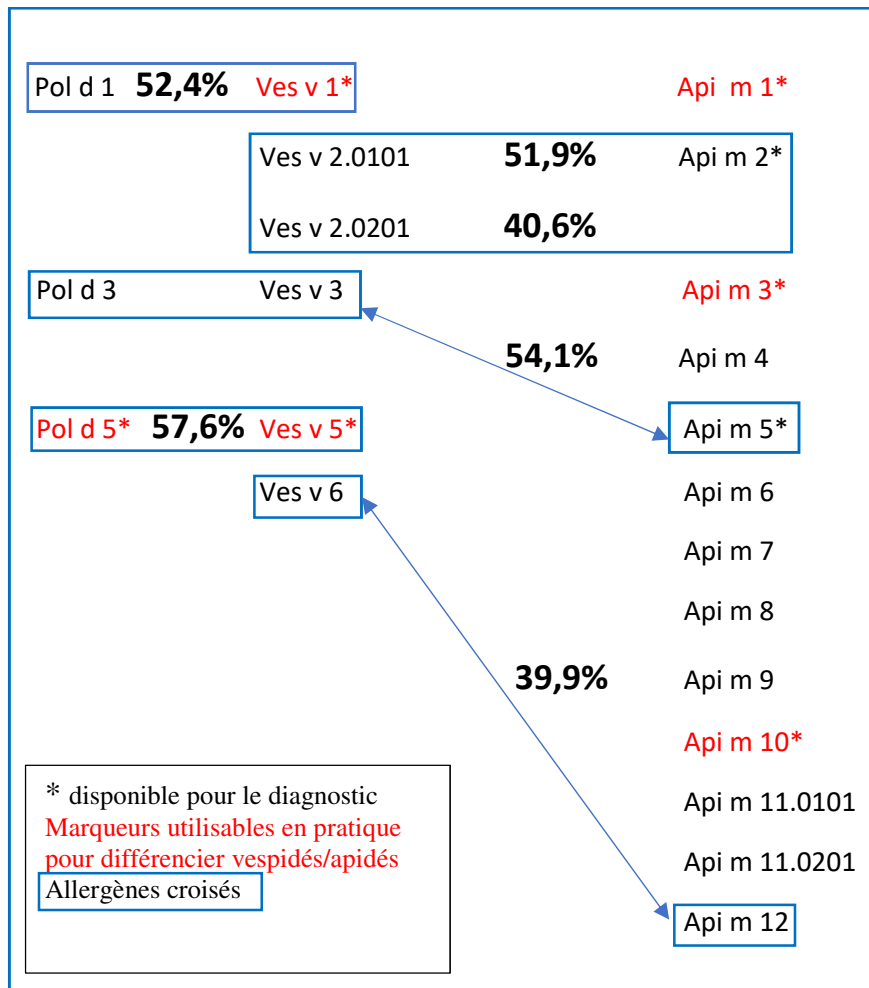 Pol d 1 52,4% Ves v 1* Api m 1*
Ves v 2.0101 51,9% Api m 2*
Ves v 2.0201 40,6%
Pol d 3 Ves v 3 Api m 3*
54,1% Api m 4
Pol d 5* 57,6% Ves v 5* Api m 5*
Ves v 6 Api m 6
Api m 7
Api m 8
39,9% Api m 9
Api m 10*
Api m 11.0101
Api m 11.0201
Api m 12
* disponible pour le diagnostic
Marqueurs utilisables en pratique
pour différencier vespidés/apidés
Allergènes croisés